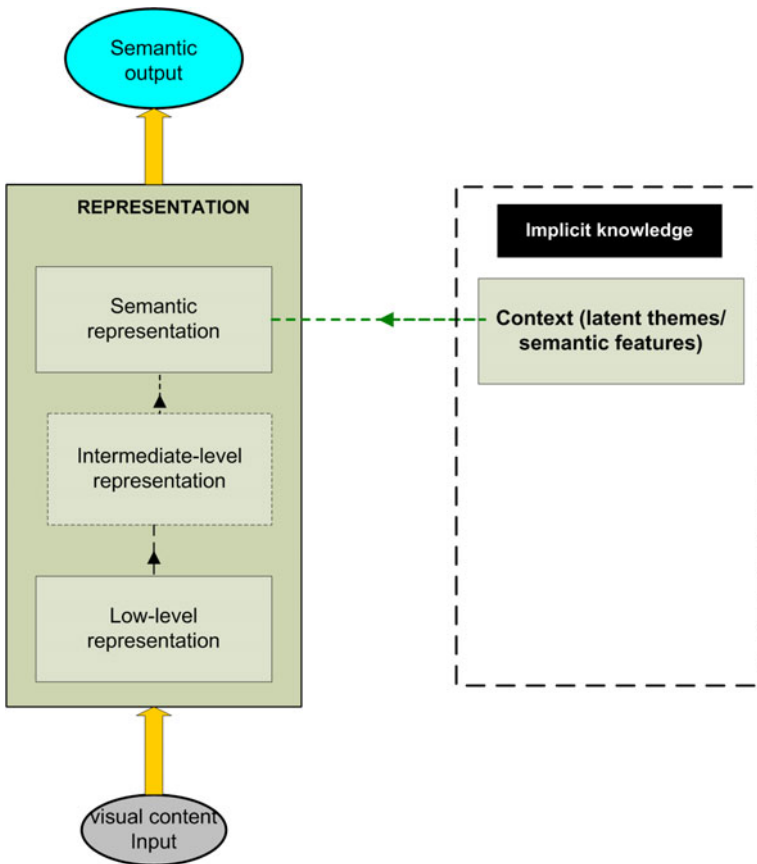 Semantic
output
REPRESENTATION
Semantic
representation
Intermediate-level
representation
Low-level
representation
visual content
Input
Implicit knowledge
Context (latent themes/
semantic features)